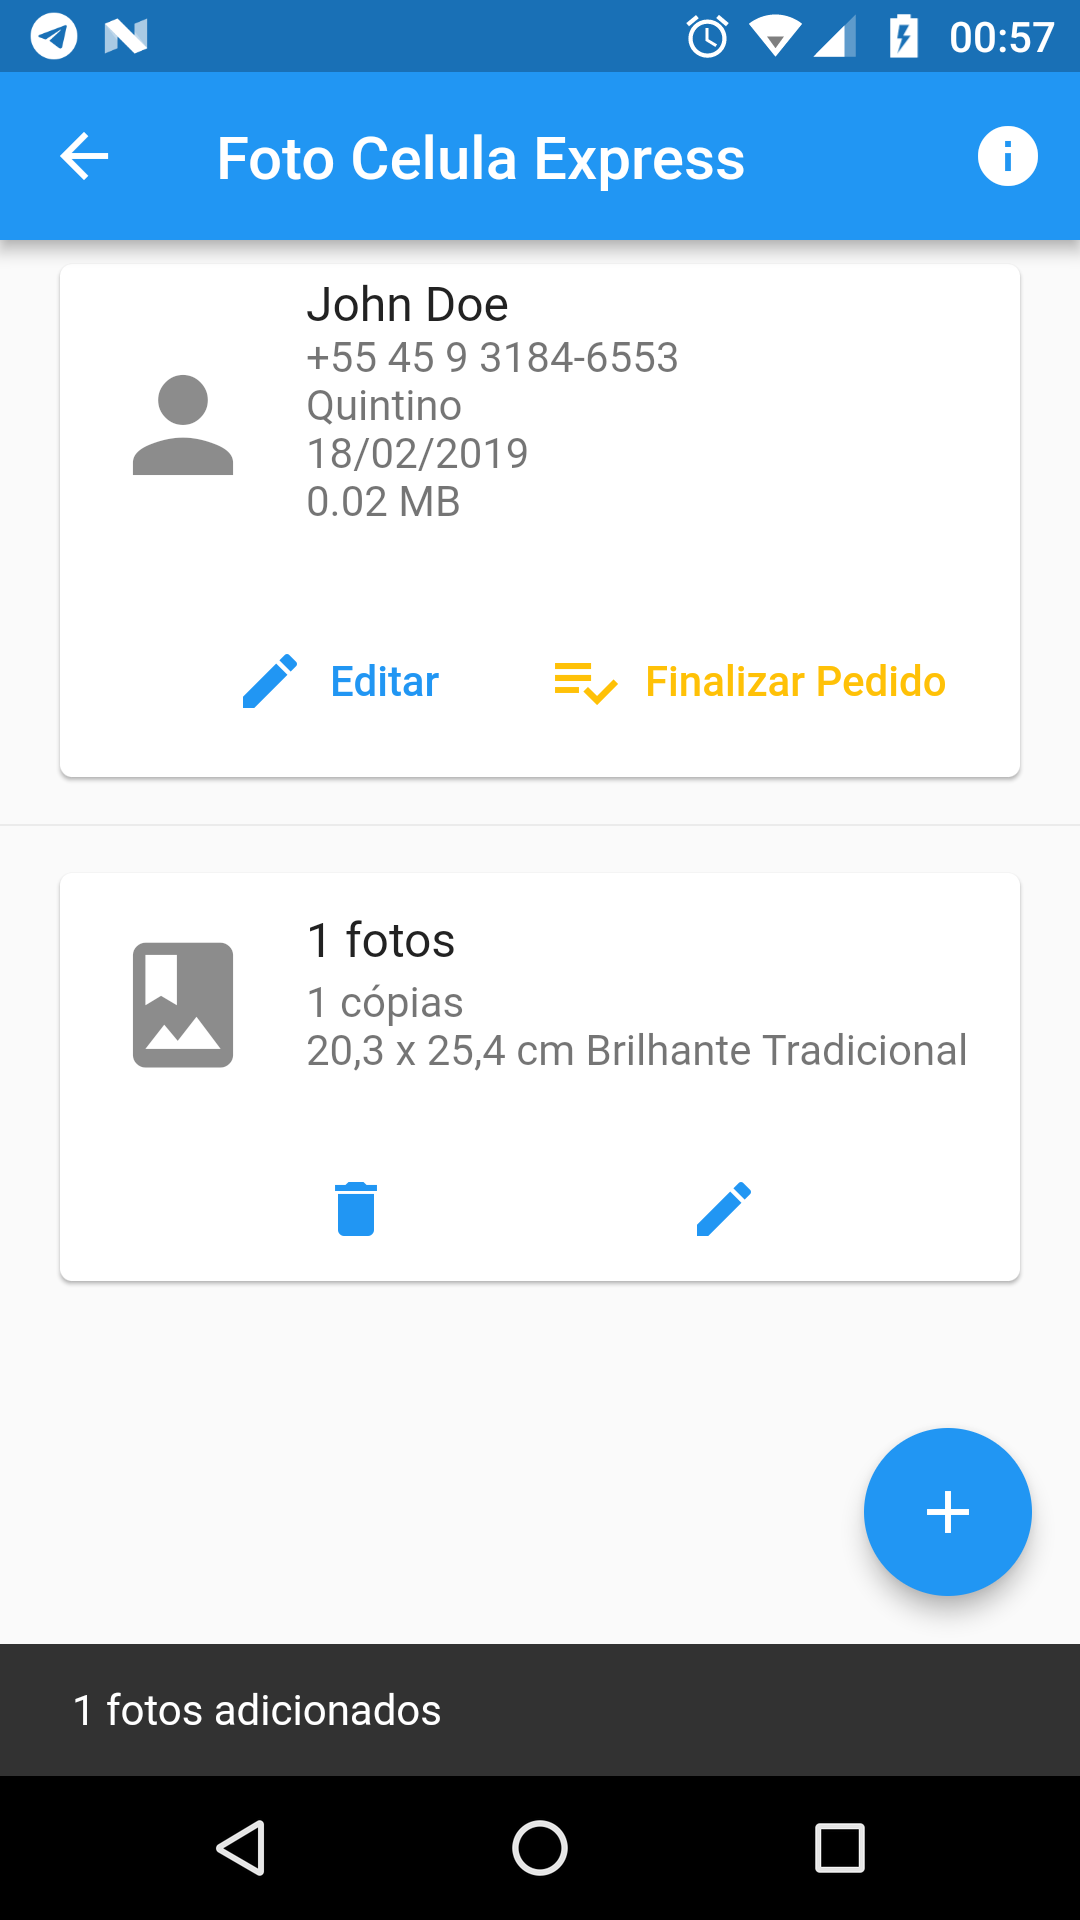 00:57
Foto Celula Express
John Doe
+55 45 9 3184-6553
Quintino
18/02/2019
0.02 MB
Editar
Finalizar Pedido
1 fotos
1 cópias
20,3 x 25,4 cm Brilhante Tradicional
1 fotos adicionados